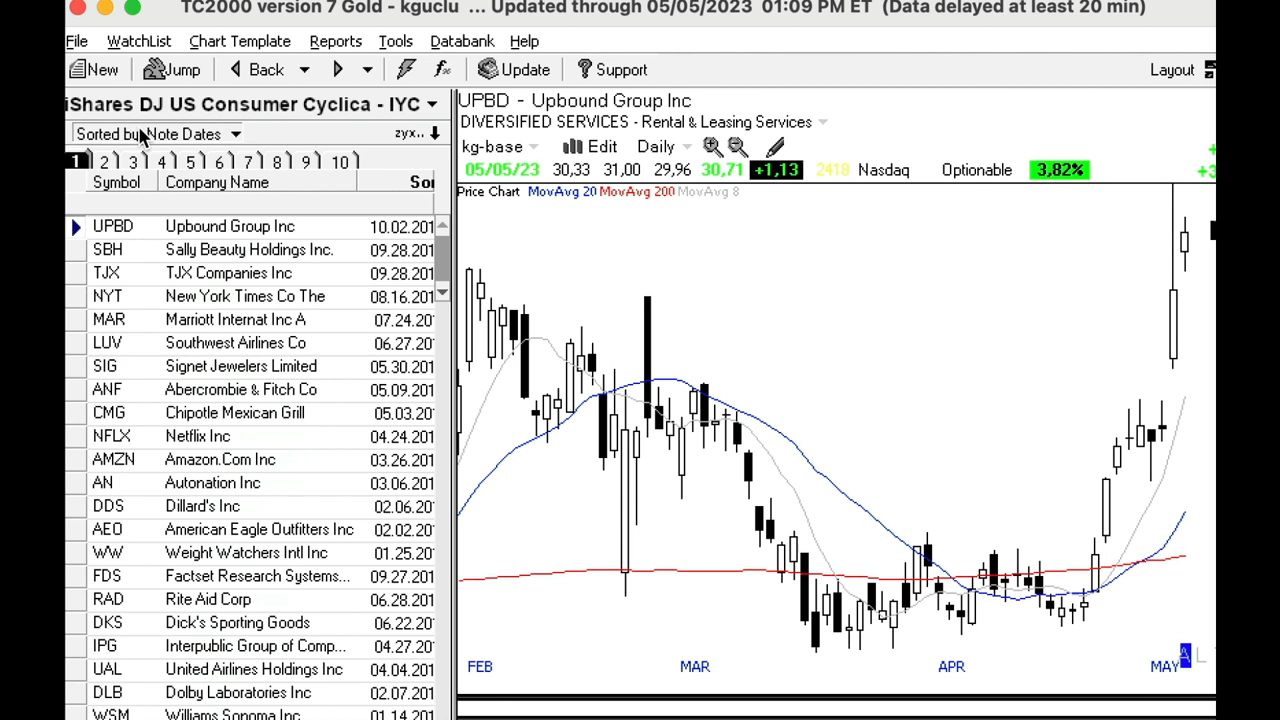 TC2000 version 7 Gold - kguclu ... Updated through 05/05/2023 01:09 PM ET (Data delayed at least 20 min)
File WatchList Chart Template Reports Tools Databank Help
New Jump Back Update Support Layout
iShares DJ US Consumer Cyclica - IYC
Sorted by Note Dates zyx..
1 2 3 4 5 6 7 8 9 10
Symbol Company Name Sor
UPBD Upbound Group Inc 10.02.201
SBH Sally Beauty Holdings Inc. 09.28.201
TJX TJX Companies Inc 09.28.201
NYT New York Times Co The 08.16.201
MAR Marriott Internat Inc A 07.24.201
LUV Southwest Airlines Co 06.27.201
SIG Signet Jewelers Limited 05.30.201
ANF Abercrombie & Fitch Co 05.09.201
CMG Chipotle Mexican Grill 05.03.201
NFLX Netflix Inc 04.24.201
AMZN Amazon.Com Inc 03.26.201
AN Autonation Inc 03.06.201
DDS Dillard's Inc 02.06.201
AEO American Eagle Outfitters Inc 02.02.201
WW Weight Watchers Intl Inc 01.25.201
FDS Factset Research Systems... 09.27.201
RAD Rite Aid Corp 06.28.201
DKS Dick's Sporting Goods 06.22.201
IPG Interpublic Group of Comp... 04.27.201
UAL United Airlines Holdings Inc 04.04.201
DLB Dolby Laboratories Inc 02.07.201
WSM Williams Sonoma Inc 01.14.201
UPBD - Upbound Group Inc
DIVERSIFIED SERVICES - Rental & Leasing Services
kg-base Edit Daily
05/05/23 30,33 31,00 29,96 30,71 +1,13 2418 Nasdaq Optionable 3,82%
Price Chart MovAvg 20 MovAvg 200 MovAvg 8
FEB MAR APR MAY
A L